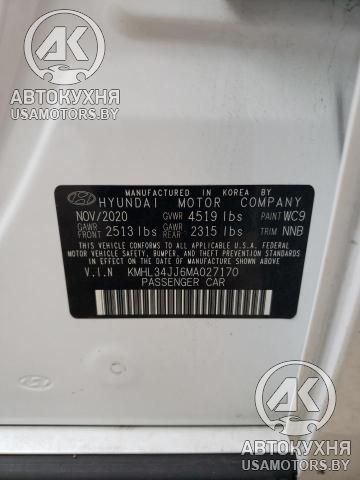 АВТОКУХНЯ
USAMOTORS.BY
АВТОКУХНЯ
USAMOTORS.BY
MANUFACTURED IN KOREA BY
HYUNDAI MOTOR COMPANY
NOV/2020 GVWR 4519 lbs PAINT WC9
GAWR FRONT 2513 lbs GAWR REAR 2315 lbs TRIM NNB
THIS VEHICLE CONFORMS TO ALL APPLICABLE U.S. FEDERAL
MOTOR VEHICLE SAFETY, BUMPER, AND THEFT PREVENTION
STANDARDS IN EFFECT ON THE DATE OF MANUFACTURE SHOWN ABOVE.
V.I.N KMHL34JJ6MA027170
PASSENGER CAR
АВТОКУХНЯ
USAMOTORS.BY